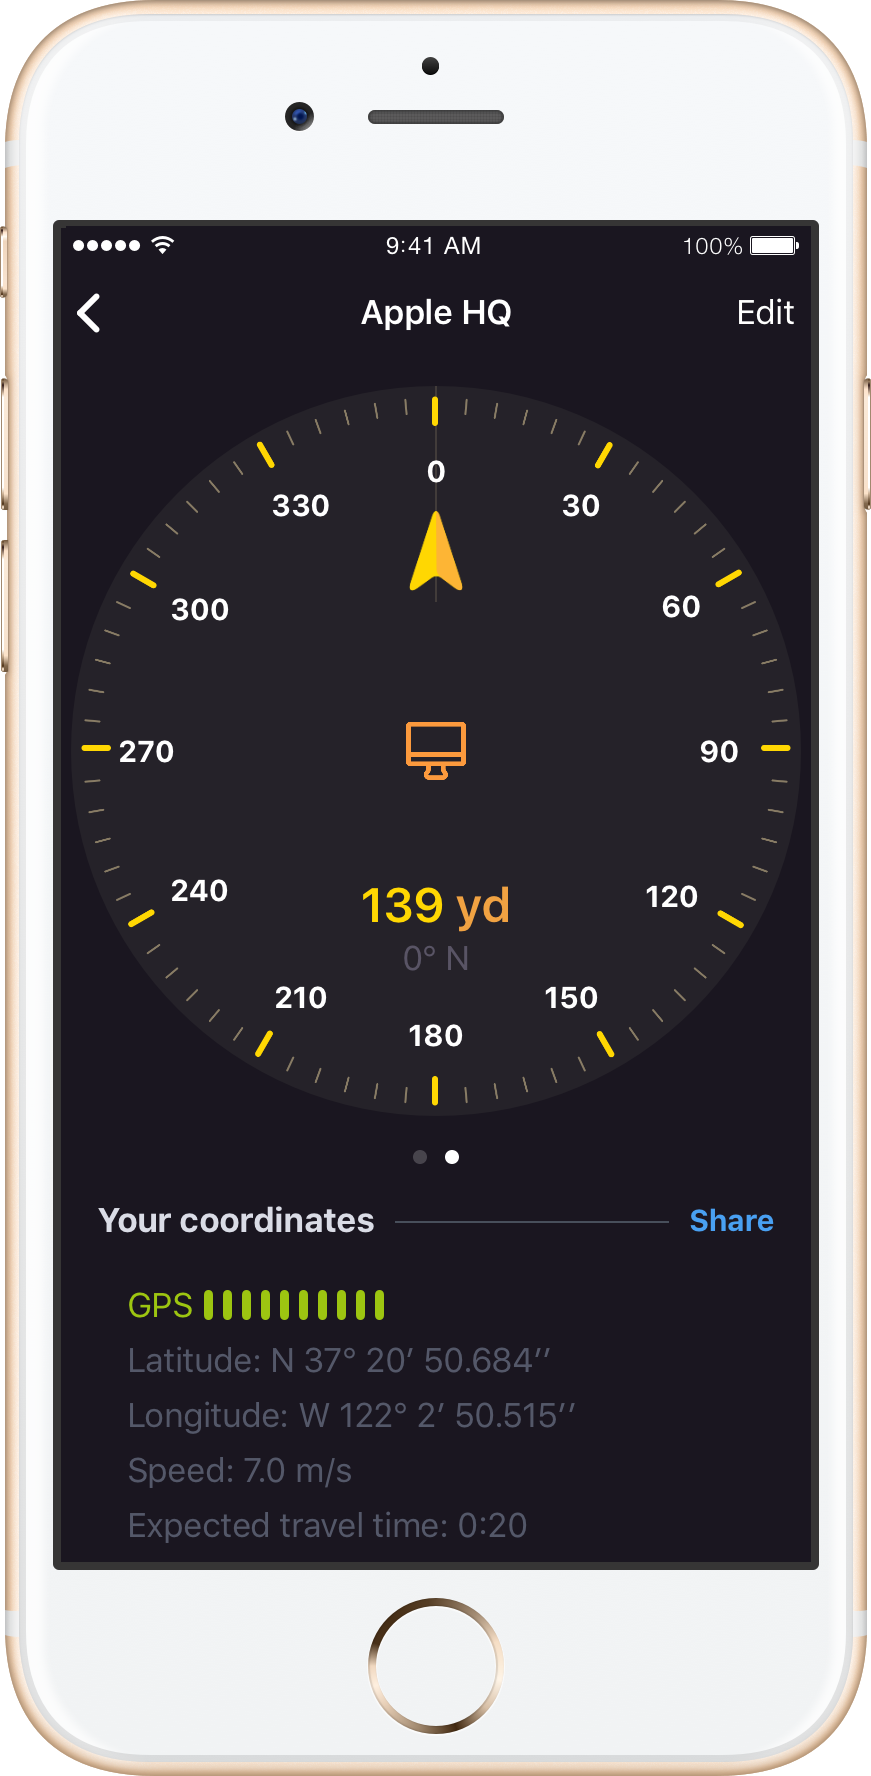 9:41 AM 100%
Apple HQ Edit
0
330 30
300 60
270 90
240 120
139 yd
0° N
210 150
180
Your coordinates Share
GPS
Latitude: N 37° 20′ 50.684′′
Longitude: W 122° 2′ 50.515′′
Speed: 7.0 m/s
Expected travel time: 0:20